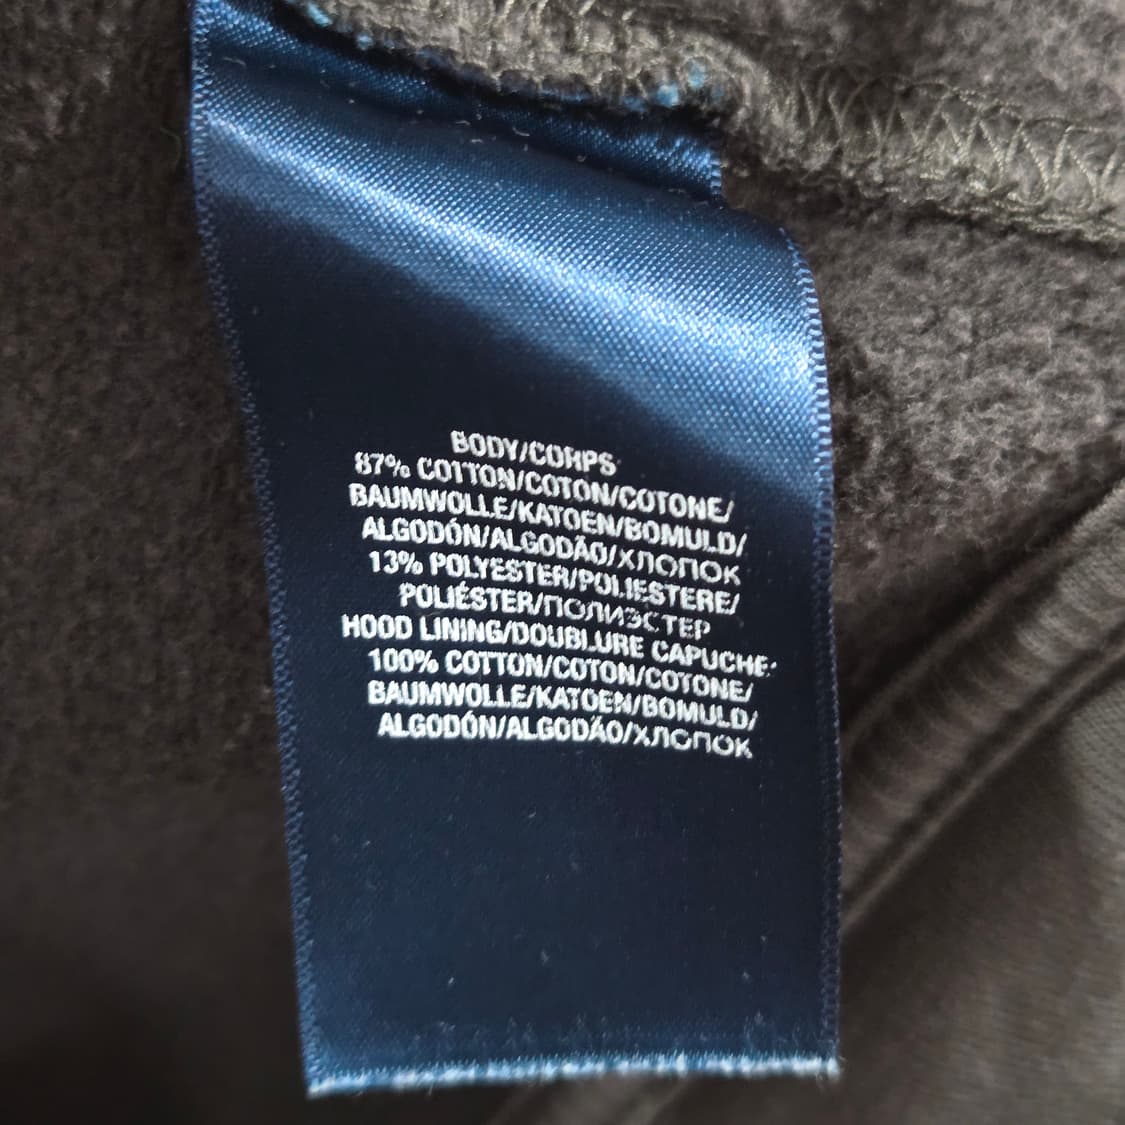 BODY/CORPS
87% COTTON/COTON/COTONE/
BAUMWOLLE/KATOEN/BOMULD/
ALGODÓN/ALGODÃO/ХЛОПОК
13% POLYESTER/POLIESTERE/
POLIÉSTER/ПОЛИЭСТЕР
HOOD LINING/DOUBLURE CAPUCHE:
100% COTTON/COTON/COTONE/
BAUMWOLLE/KATOEN/BOMULD/
ALGODÓN/ALGODÃO/ХЛОПОК